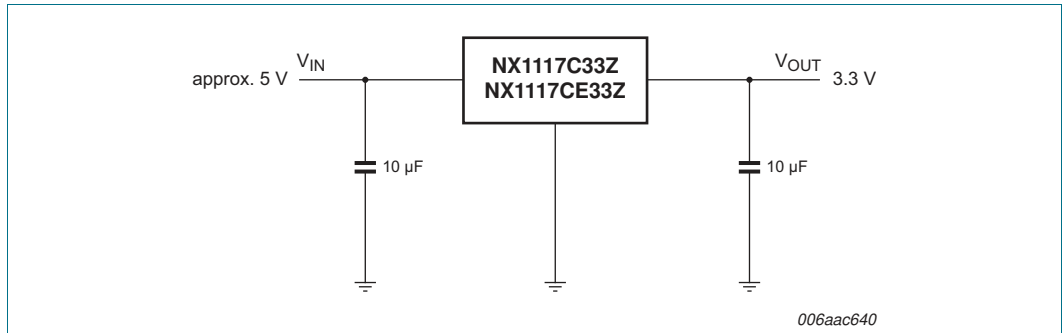 approx. 5 V
VIN
NX1117C33Z
NX1117CE33Z
VOUT
3.3 V
10 µF
10 µF
006aac640